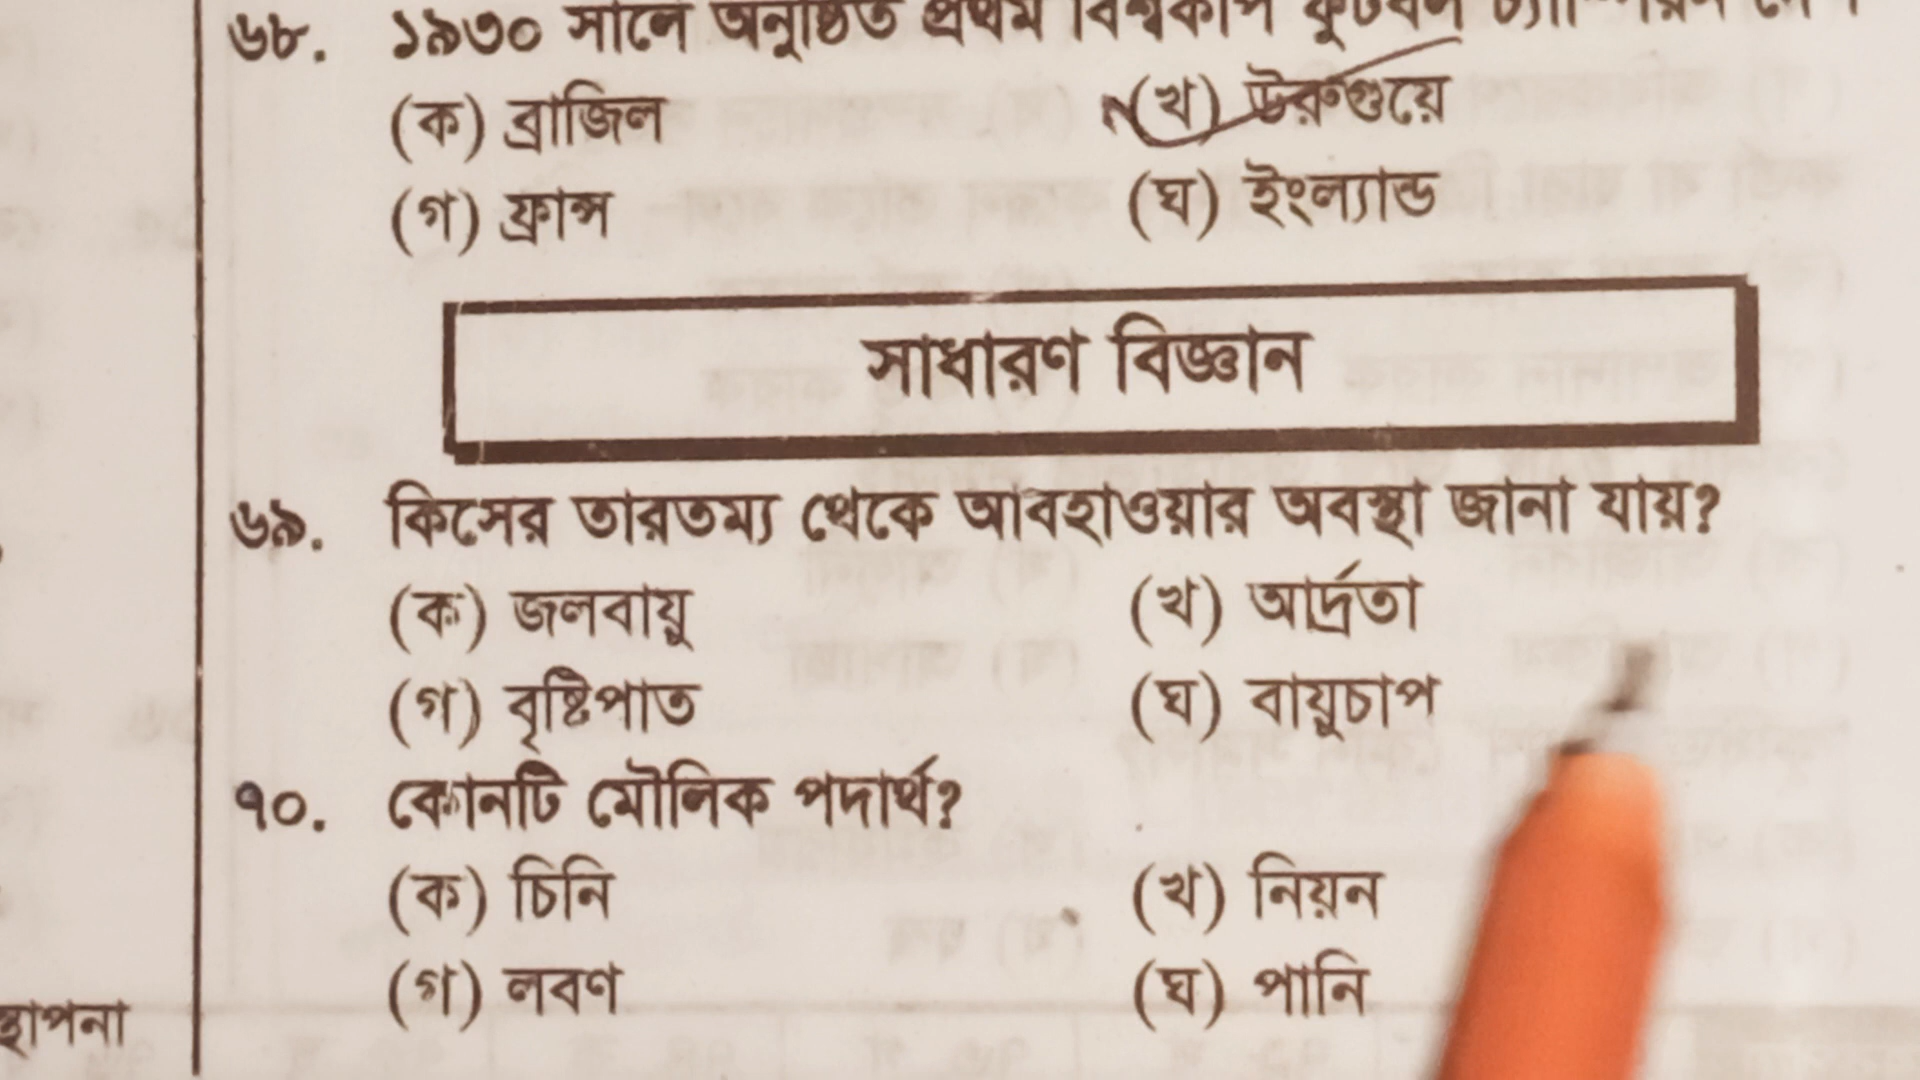 ৬৮. ১৯৩০ সালে অনুষ্ঠিত প্রথম বিশ্বকাপ ফুটবল
(ক) ব্রাজিল (খ) উরুগুয়ে
(গ) ফ্রান্স (ঘ) ইংল্যান্ড
সাধারণ বিজ্ঞান
৬৯. কিসের তারতম্য থেকে আবহাওয়ার অবস্থা জানা যায়?
(ক) জলবায়ু (খ) আর্দ্রতা
(গ) বৃষ্টিপাত (ঘ) বায়ুচাপ
৭০. কোনটি মৌলিক পদার্থ?
(ক) চিনি (খ) নিয়ন
(গ) লবণ (ঘ) পানি
স্থাপনা